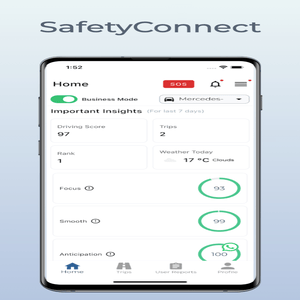 SafetyConnect
1:52
Home SOS
Business Mode Mercedes-
Important Insights (For last 7 days)
Driving Score Trips
97 2
Rank Weather Today
1 17 °C Clouds
Focus 93
Smooth 99
Anticipation 100
Home Trips User Reports Profile